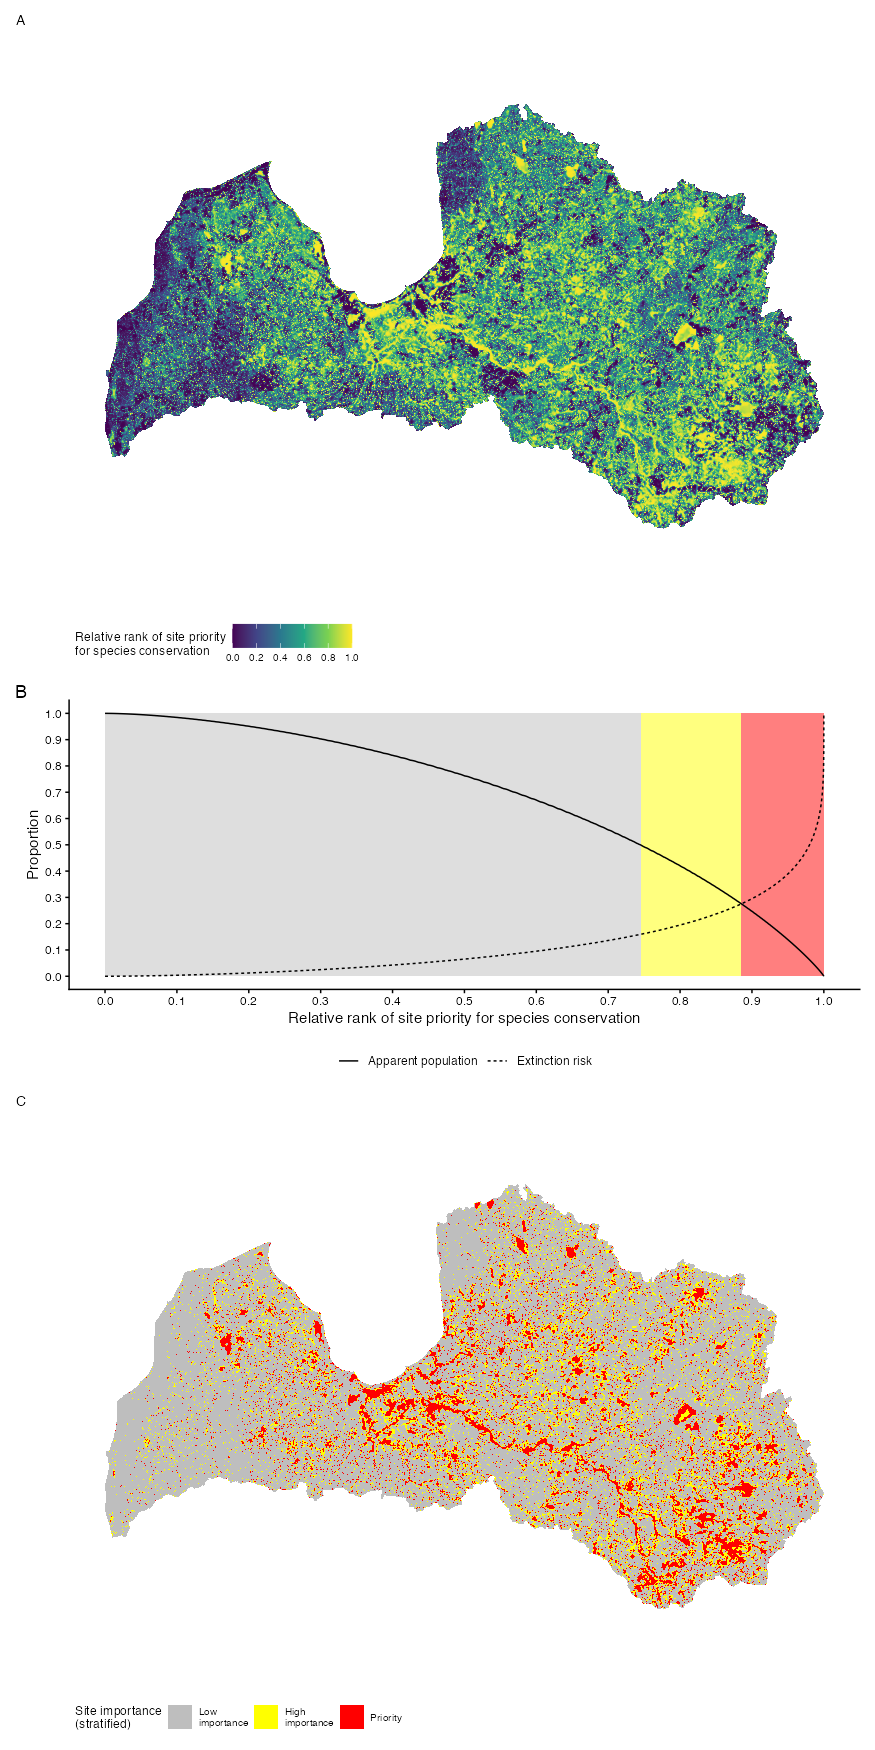 A
Relative rank of site priority
for species conservation
0.0 0.2 0.4 0.6 0.8 1.0
B
1.0
0.9
0.8
0.7
0.6
0.5
0.4
0.3
0.2
0.1
0.0
Proportion
0.0 0.1 0.2 0.3 0.4 0.5 0.6 0.7 0.8 0.9 1.0
Relative rank of site priority for species conservation
Apparent population Extinction risk
C
Site importance
(stratified)
Low
importance
High
importance
Priority